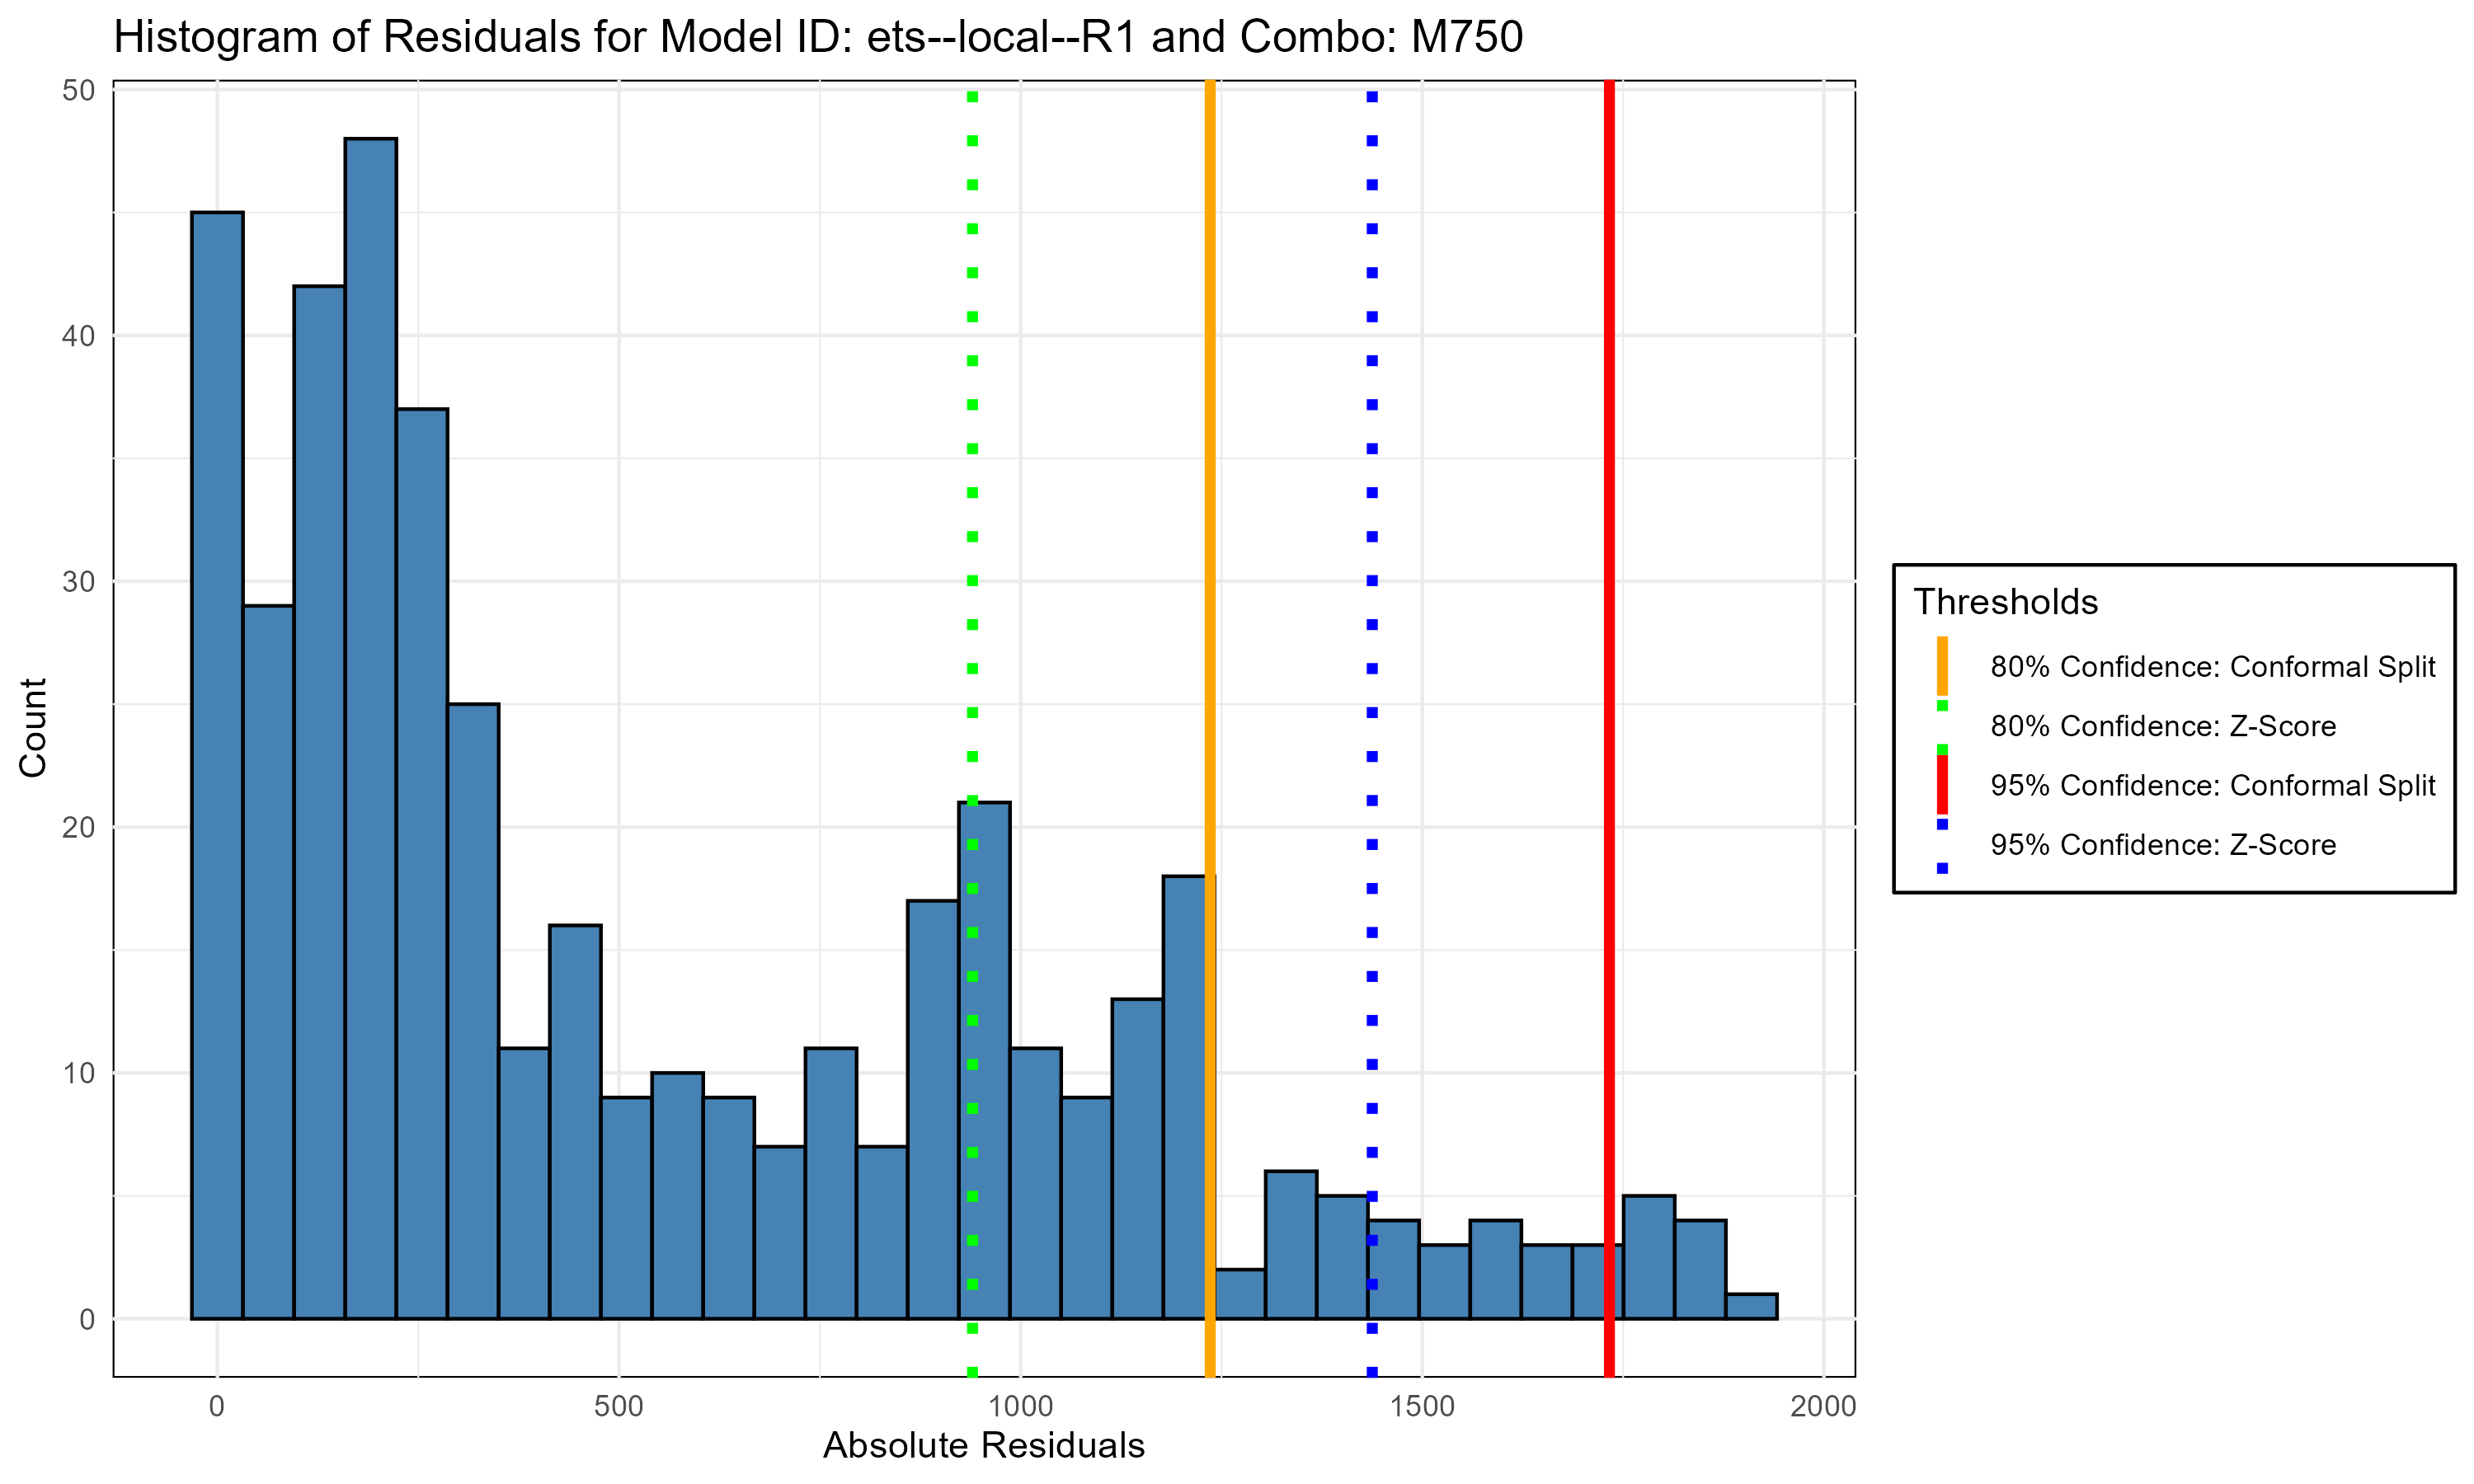 Histogram of Residuals for Model ID: ets--local--R1 and Combo: M750
50
40
30
20
10
0
Count
0 500 1000 1500 2000
Absolute Residuals
Thresholds
80% Confidence: Conformal Split
80% Confidence: Z-Score
95% Confidence: Conformal Split
95% Confidence: Z-Score